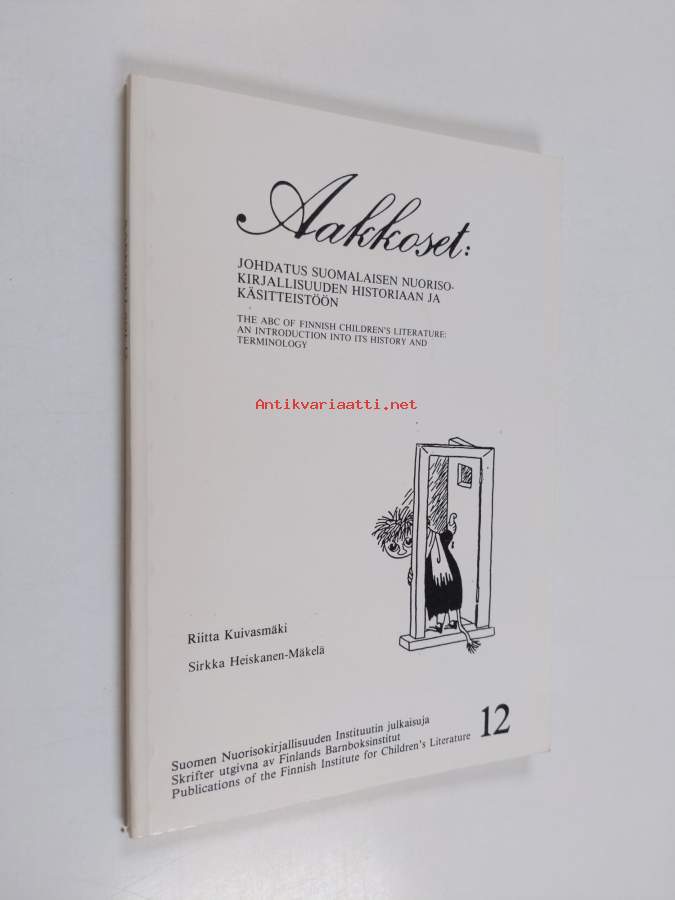 Aakkoset:
JOHDATUS SUOMALAISEN NUORISO-
KIRJALLISUUDEN HISTORIAAN JA
KÄSITTEISTÖÖN
THE ABC OF FINNISH CHILDREN'S LITERATURE:
AN INTRODUCTION INTO ITS HISTORY AND
TERMINOLOGY
Antikvariaatti.net
Riitta Kuivasmäki
Sirkka Heiskanen-Mäkelä
Suomen Nuorisokirjallisuuden Instituutin julkaisuja
Skrifter utgivna av Finlands Barnboksinstitut
Publications of the Finnish Institute for Children's Literature 12